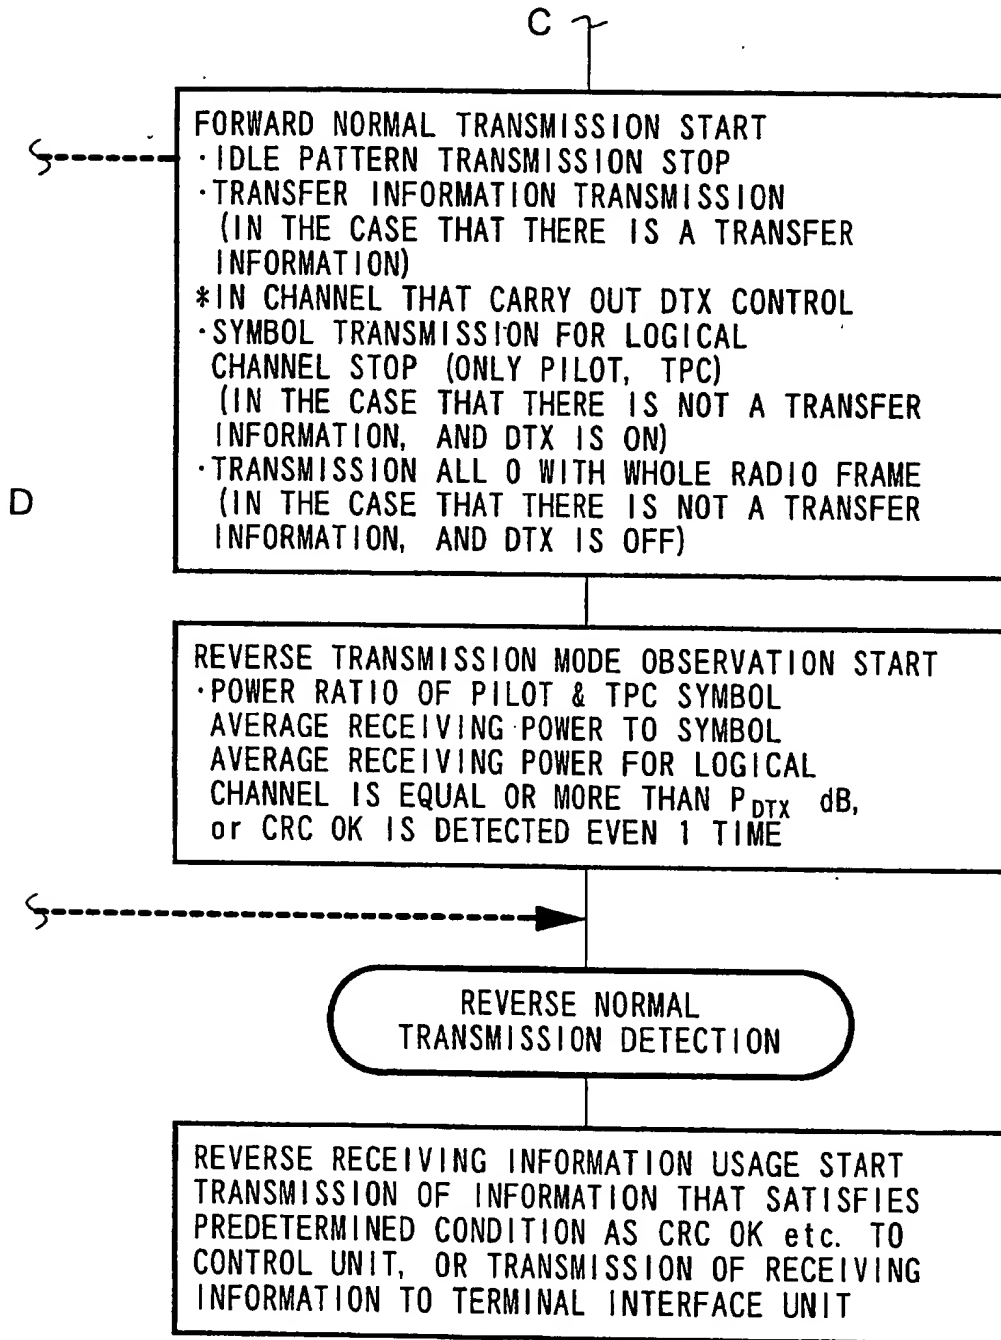 C
FORWARD NORMAL TRANSMISSION START
·IDLE PATTERN TRANSMISSION STOP
·TRANSFER INFORMATION TRANSMISSION
(IN THE CASE THAT THERE IS A TRANSFER
INFORMATION)
*IN CHANNEL THAT CARRY OUT DTX CONTROL
·SYMBOL TRANSMISSION FOR LOGICAL
CHANNEL STOP (ONLY PILOT, TPC)
(IN THE CASE THAT THERE IS NOT A TRANSFER
INFORMATION, AND DTX IS ON)
·TRANSMISSION ALL 0 WITH WHOLE RADIO FRAME
(IN THE CASE THAT THERE IS NOT A TRANSFER
INFORMATION, AND DTX IS OFF)
D
REVERSE TRANSMISSION MODE OBSERVATION START
·POWER RATIO OF PILOT & TPC SYMBOL
AVERAGE RECEIVING POWER TO SYMBOL
AVERAGE RECEIVING POWER FOR LOGICAL
CHANNEL IS EQUAL OR MORE THAN PDTX dB,
or CRC OK IS DETECTED EVEN 1 TIME
REVERSE NORMAL
TRANSMISSION DETECTION
REVERSE RECEIVING INFORMATION USAGE START
TRANSMISSION OF INFORMATION THAT SATISFIES
PREDETERMINED CONDITION AS CRC OK etc. TO
CONTROL UNIT, OR TRANSMISSION OF RECEIVING
INFORMATION TO TERMINAL INTERFACE UNIT